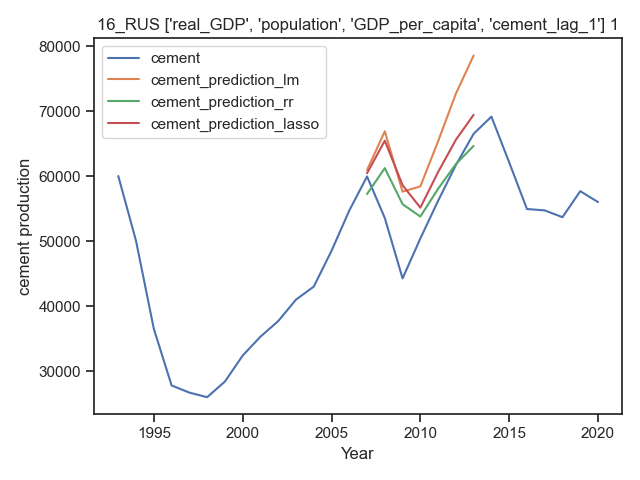 16_RUS ['real_GDP', 'population', 'GDP_per_capita', 'cement_lag_1'] 1
80000
70000
60000
50000
40000
30000
cement production
cement
cement_prediction_lm
cement_prediction_rr
cement_prediction_lasso
1995
2000
2005
2010
2015
2020
Year